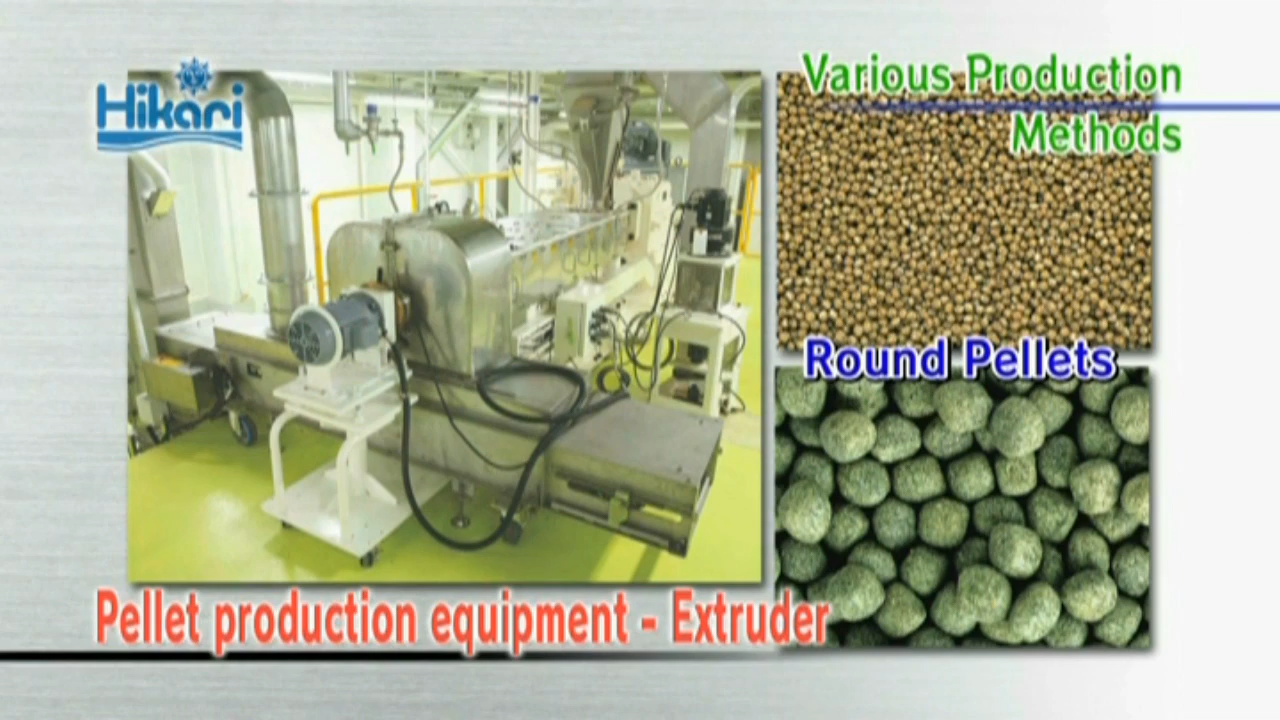 Hikari
Various Production
Methods
Round Pellets
Pellet production equipment - Extruder